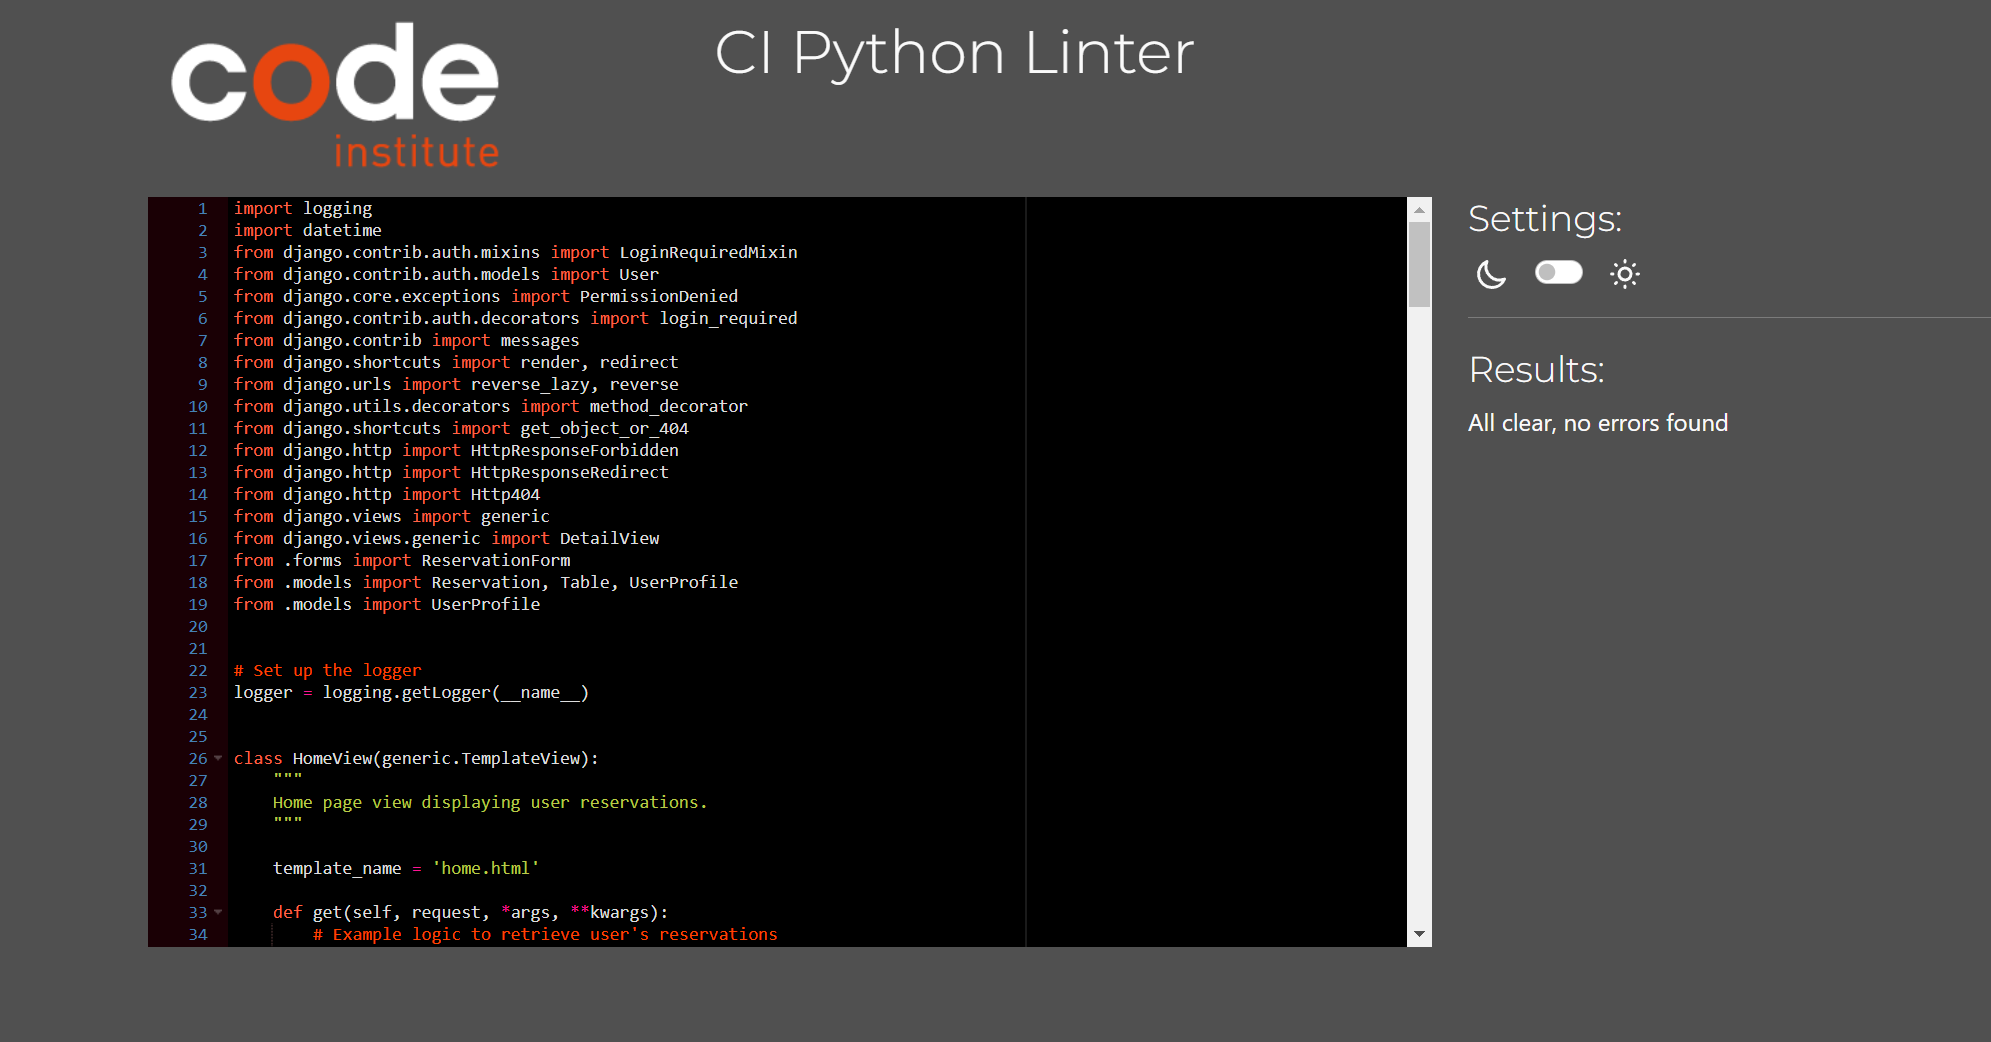 code
institute
CI Python Linter
1 import logging
2 import datetime
3 from django.contrib.auth.mixins import LoginRequiredMixin
4 from django.contrib.auth.models import User
5 from django.core.exceptions import PermissionDenied
6 from django.contrib.auth.decorators import login_required
7 from django.contrib import messages
8 from django.shortcuts import render, redirect
9 from django.urls import reverse_lazy, reverse
10 from django.utils.decorators import method_decorator
11 from django.shortcuts import get_object_or_404
12 from django.http import HttpResponseForbidden
13 from django.http import HttpResponseRedirect
14 from django.http import Http404
15 from django.views import generic
16 from django.views.generic import DetailView
17 from .forms import ReservationForm
18 from .models import Reservation, Table, UserProfile
19 from .models import UserProfile
20
21
22 # Set up the logger
23 logger = logging.getLogger(__name__)
24
25
26 class HomeView(generic.TemplateView):
27     """
28     Home page view displaying user reservations.
29     """
30
31     template_name = 'home.html'
32
33     def get(self, request, *args, **kwargs):
34         # Example logic to retrieve user's reservations
Settings:
Results:
All clear, no errors found